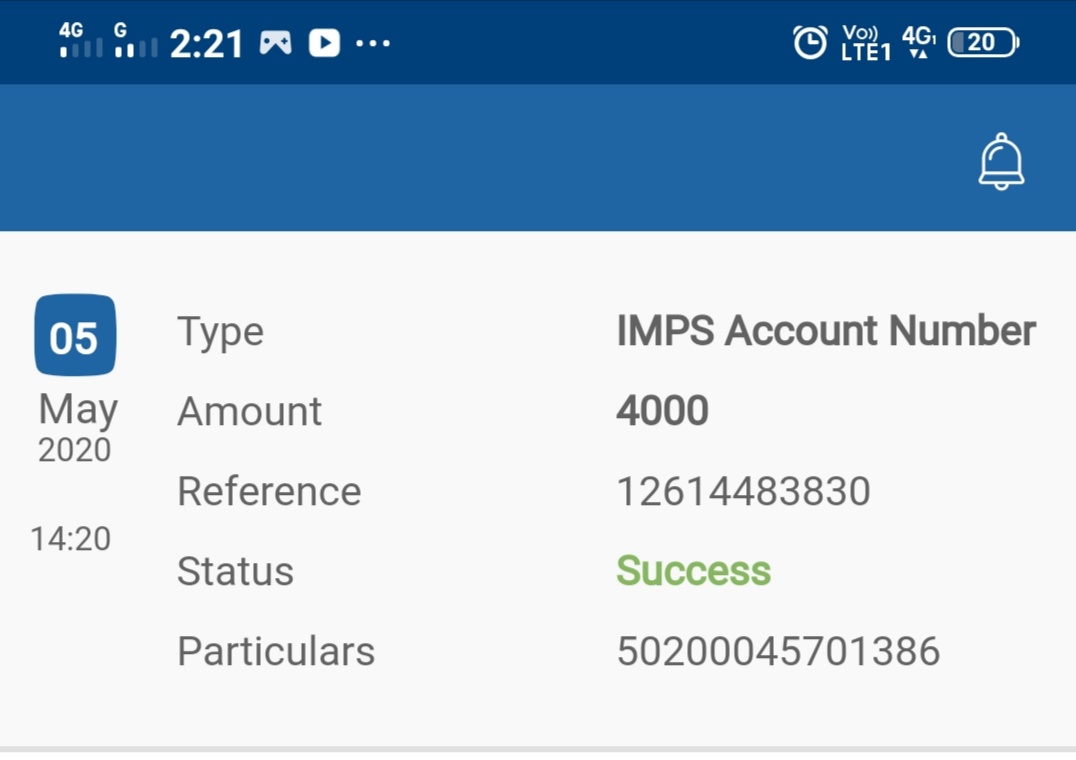 4G G 2:21 ... Vo)) LTE1 4G1 20
05 May 2020 14:20
Type IMPS Account Number
Amount 4000
Reference 12614483830
Status Success
Particulars 50200045701386